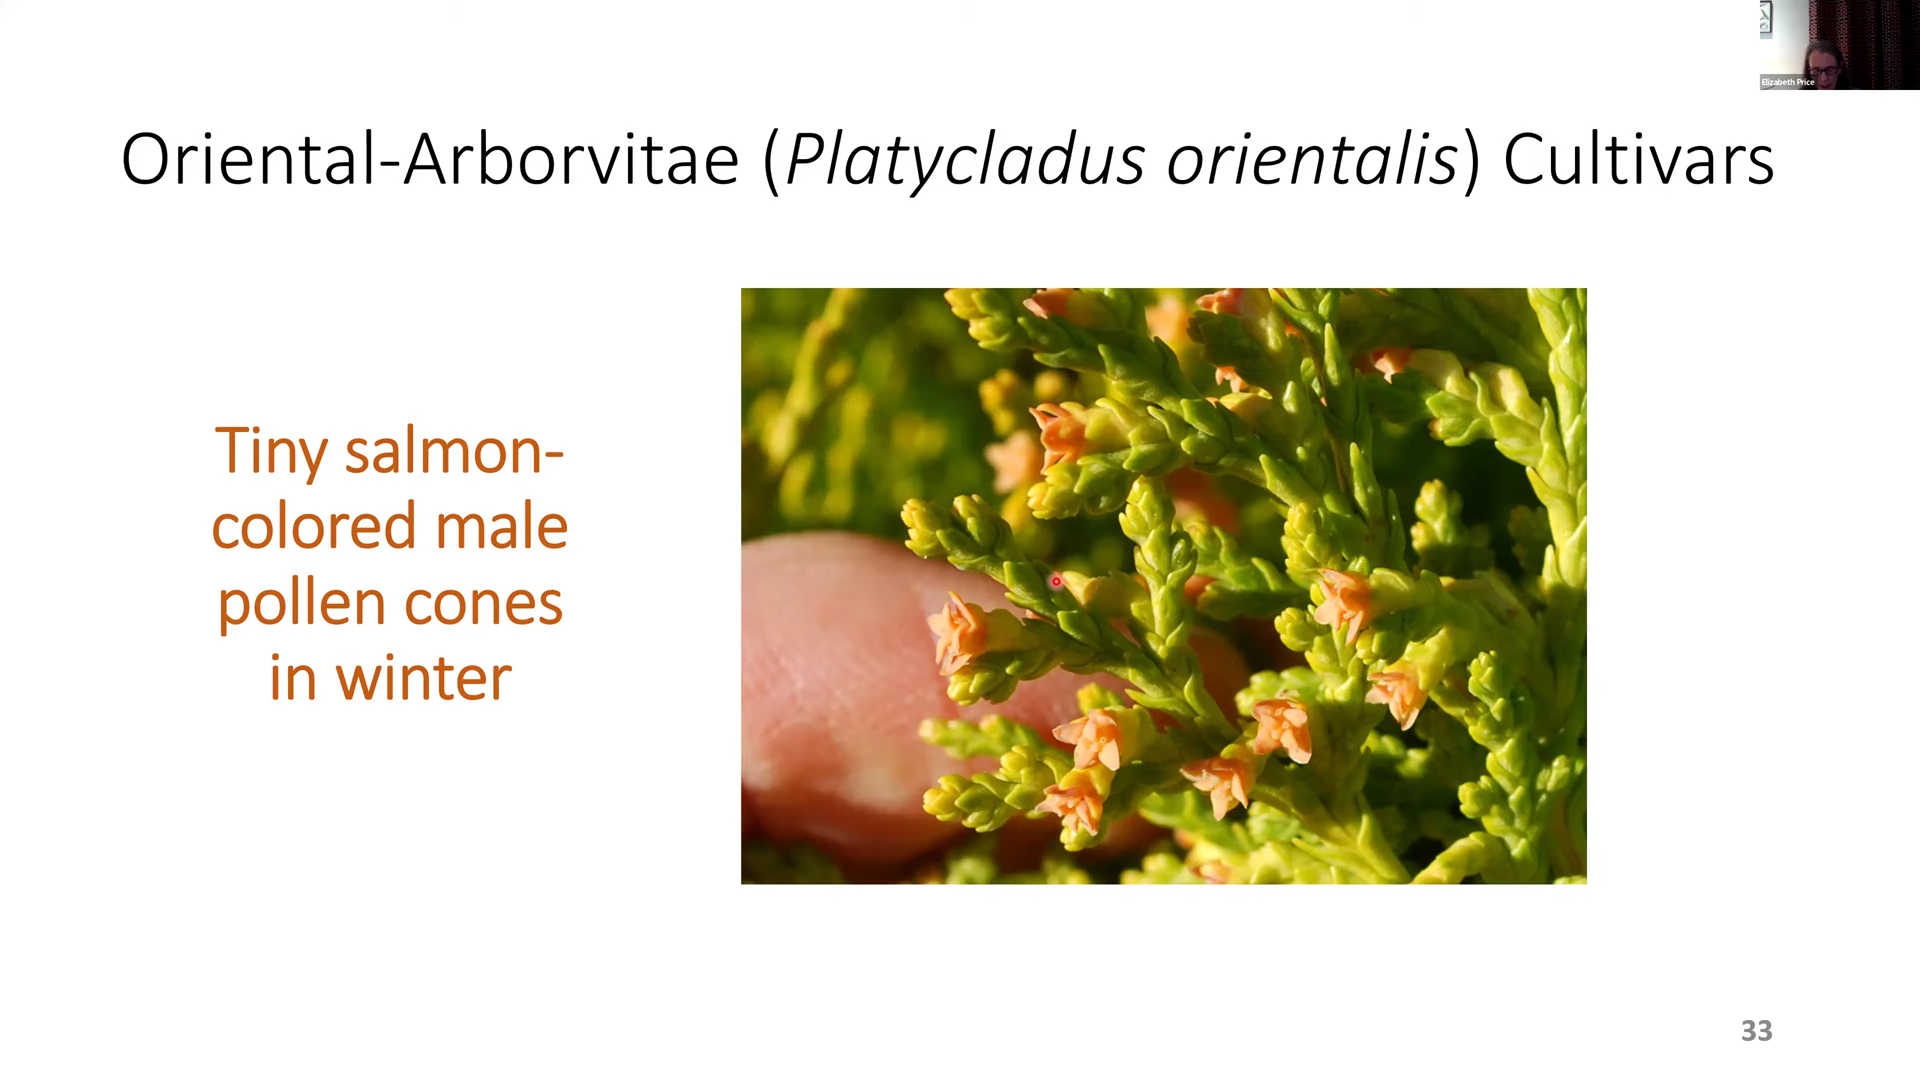 Elizabeth Price
Oriental-Arborvitae (Platycladus orientalis) Cultivars
Tiny salmon-
colored male
pollen cones
in winter
33